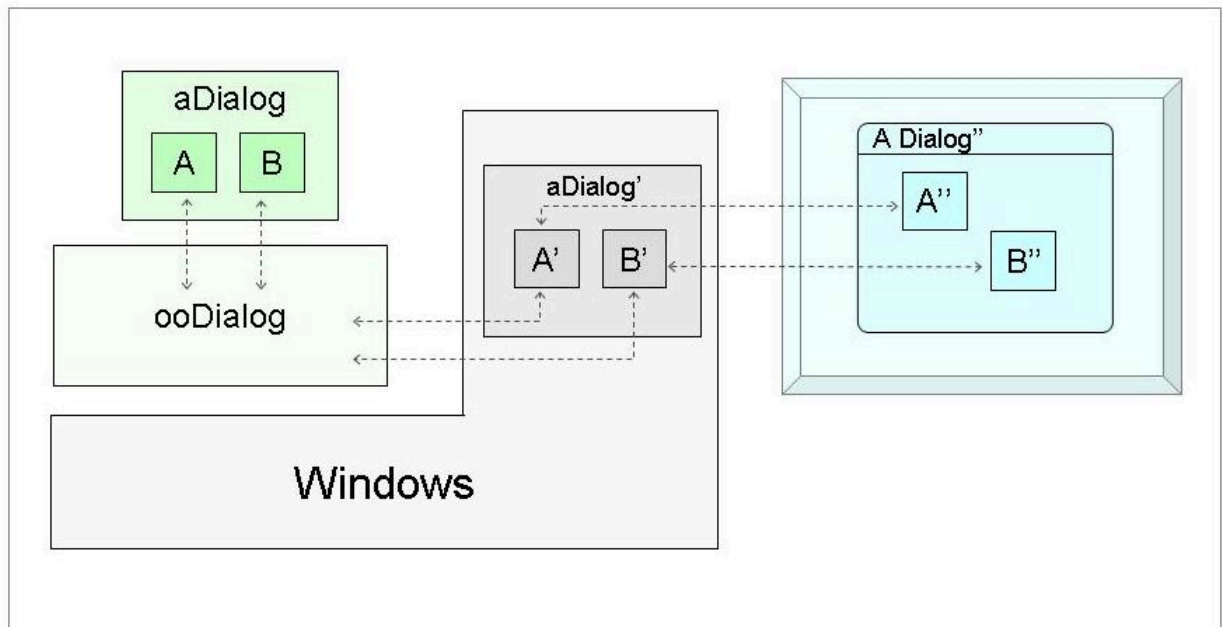 aDialog
A B
ooDialog
aDialog’
A’ B’
Windows
A Dialog”
A’’
B’’